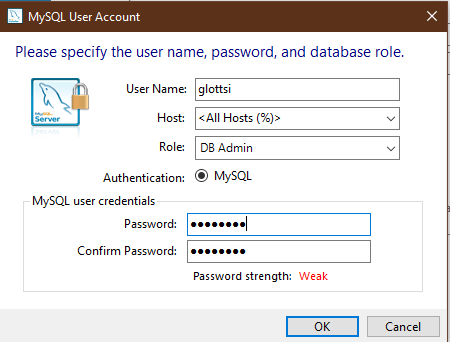 MySQL User Account
Please specify the user name, password, and database role.
User Name: glottsi
Host: <All Hosts (%)>
Role: DB Admin
Authentication: MySQL
MySQL
Server
MySQL user credentials
Password: ●●●●●●●●
Confirm Password: ●●●●●●●●
Password strength: Weak
OK Cancel